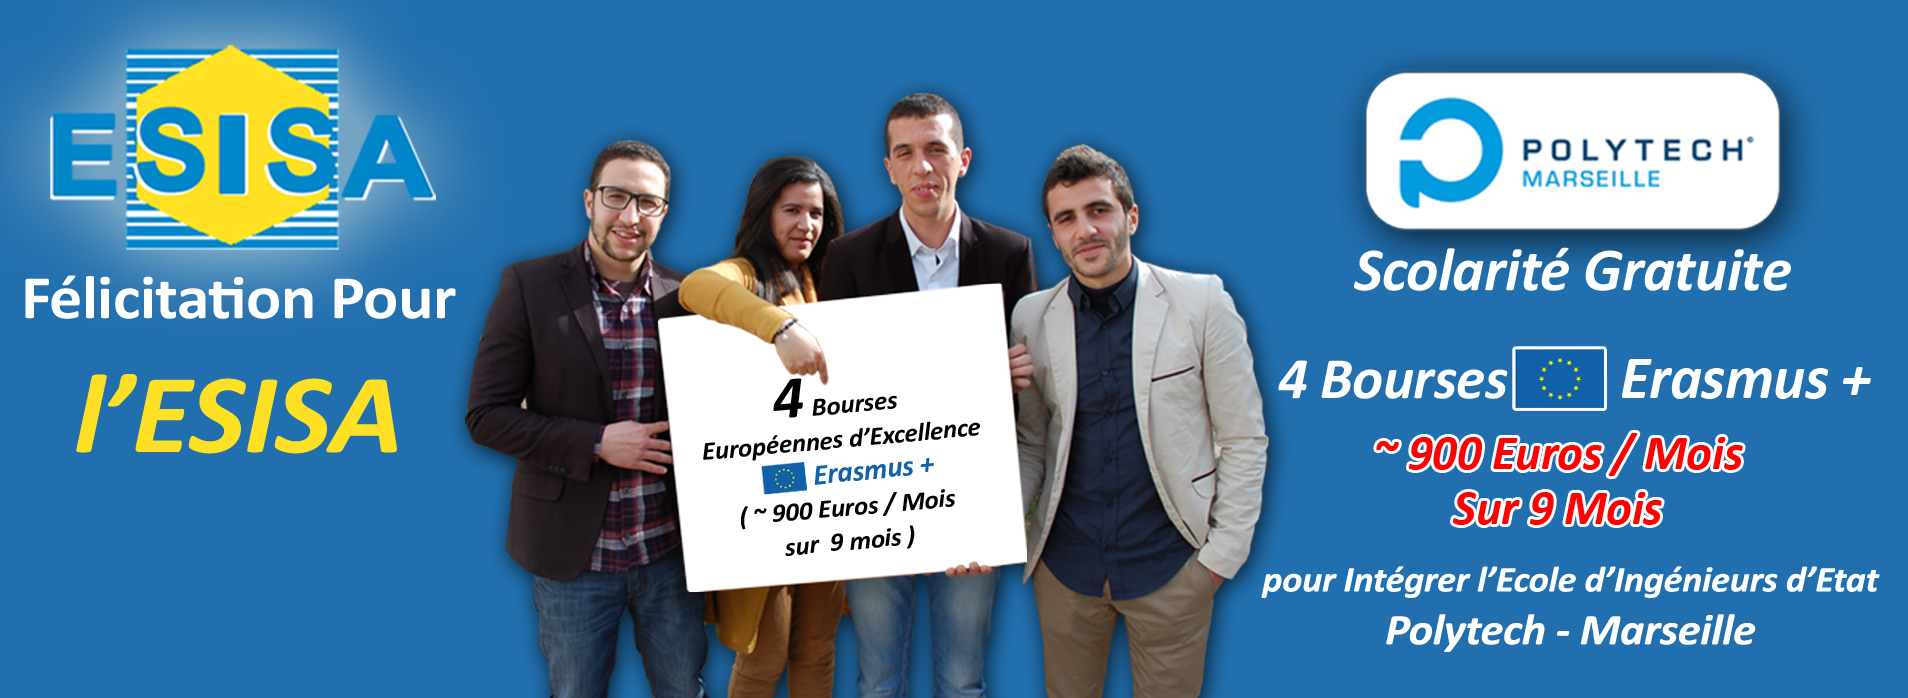 ESISA
Félicitation Pour
l'ESISA
4 Bourses
Européennes d'Excellence
Erasmus +
( ~ 900 Euros / Mois
sur 9 mois )
POLYTECH®
MARSEILLE
Scolarité Gratuite
4 Bourses Erasmus +
~ 900 Euros / Mois
Sur 9 Mois
pour Intégrer l'Ecole d'Ingénieurs d'Etat
Polytech - Marseille